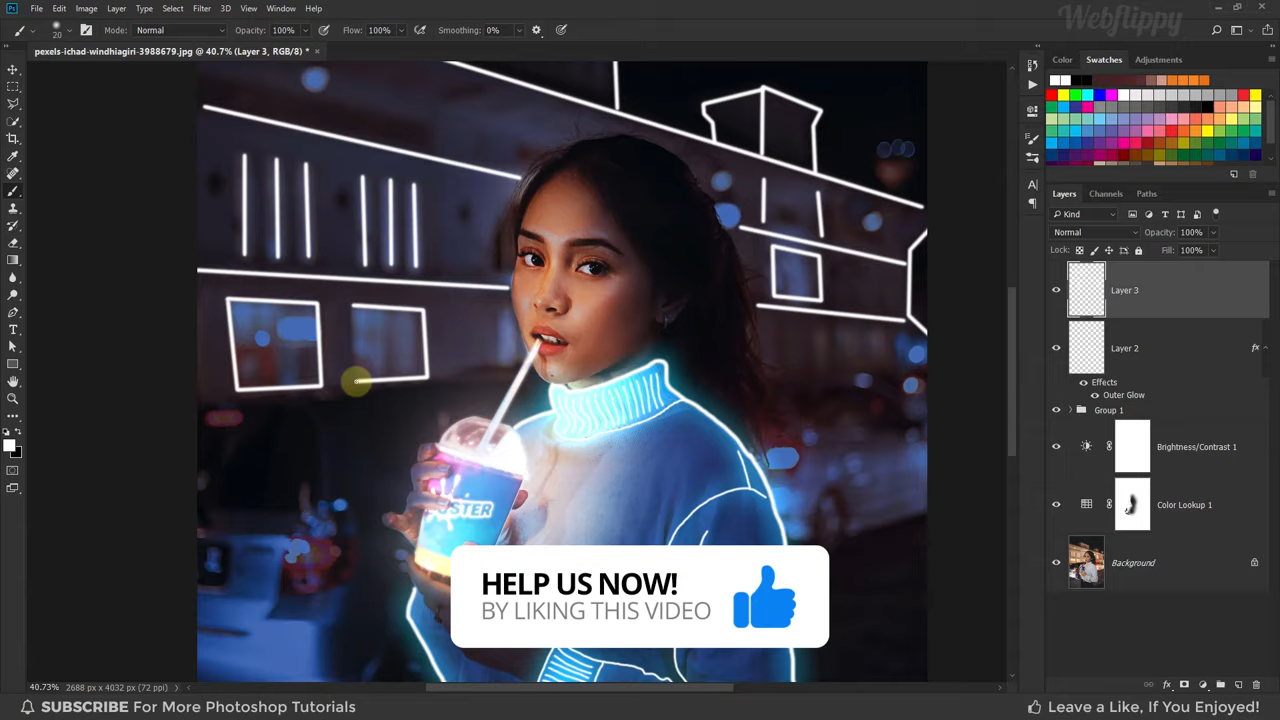 Ps File Edit Image Layer Type Select Filter 3D View Window Help
Webflippy
20 Mode: Normal Opacity: 100% Flow: 100% Smoothing: 0%
pexels-ichad-windhiagiri-3988679.jpg @ 40.7% (Layer 3, RGB/8) * ×
Color Swatches Adjustments
Layers Channels Paths
Kind
Normal Opacity: 100%
Lock: Fill: 100%
Layer 3
Layer 2 fx
Effects
Outer Glow
Group 1
Brightness/Contrast 1
Color Lookup 1
Background
HELP US NOW!
BY LIKING THIS VIDEO
40.73% 2688 px x 4032 px (72 ppi)
SUBSCRIBE For More Photoshop Tutorials
Leave a Like, If You Enjoyed!